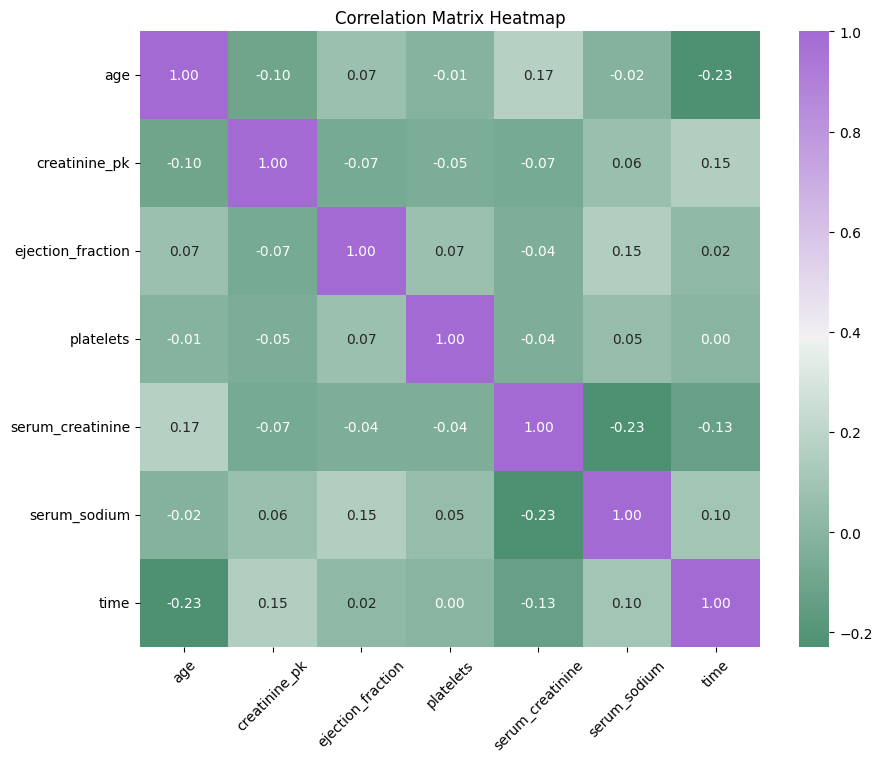 Correlation Matrix Heatmap
age 1.00 -0.10 0.07 -0.01 0.17 -0.02 -0.23
creatinine_pk -0.10 1.00 -0.07 -0.05 -0.07 0.06 0.15
ejection_fraction 0.07 -0.07 1.00 0.07 -0.04 0.15 0.02
platelets -0.01 -0.05 0.07 1.00 -0.04 0.05 0.00
serum_creatinine 0.17 -0.07 -0.04 -0.04 1.00 -0.23 -0.13
serum_sodium -0.02 0.06 0.15 0.05 -0.23 1.00 0.10
time -0.23 0.15 0.02 0.00 -0.13 0.10 1.00
age creatinine_pk ejection_fraction platelets serum_creatinine serum_sodium time
1.0
0.8
0.6
0.4
0.2
0.0
−0.2